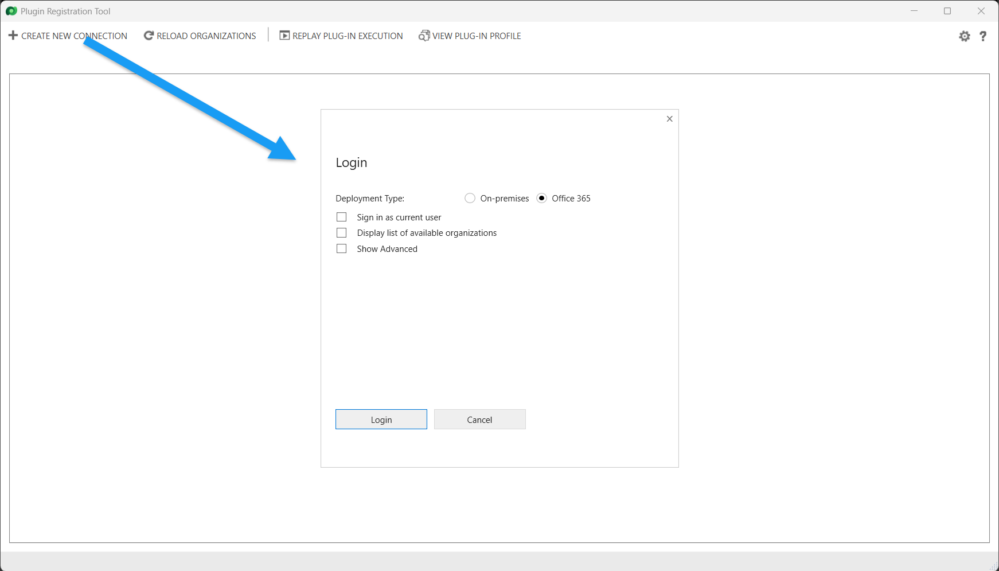 Plugin Registration Tool
CREATE NEW CONNECTION RELOAD ORGANIZATIONS REPLAY PLUG-IN EXECUTION VIEW PLUG-IN PROFILE
Login
Deployment Type: On-premises Office 365
Sign in as current user
Display list of available organizations
Show Advanced
Login Cancel